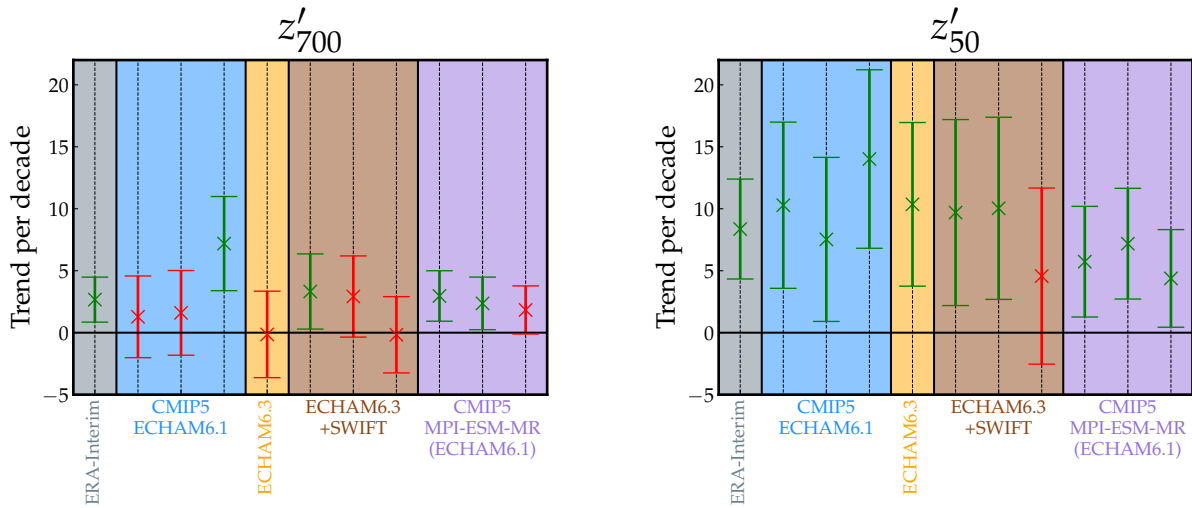 z′700
Trend per decade
20
15
10
5
0
−5
ERA-Interim
CMIP5
ECHAM6.1
ECHAM6.3
ECHAM6.3
+SWIFT
CMIP5
MPI-ESM-MR
(ECHAM6.1)
z′50
Trend per decade
20
15
10
5
0
−5
ERA-Interim
CMIP5
ECHAM6.1
ECHAM6.3
ECHAM6.3
+SWIFT
CMIP5
MPI-ESM-MR
(ECHAM6.1)